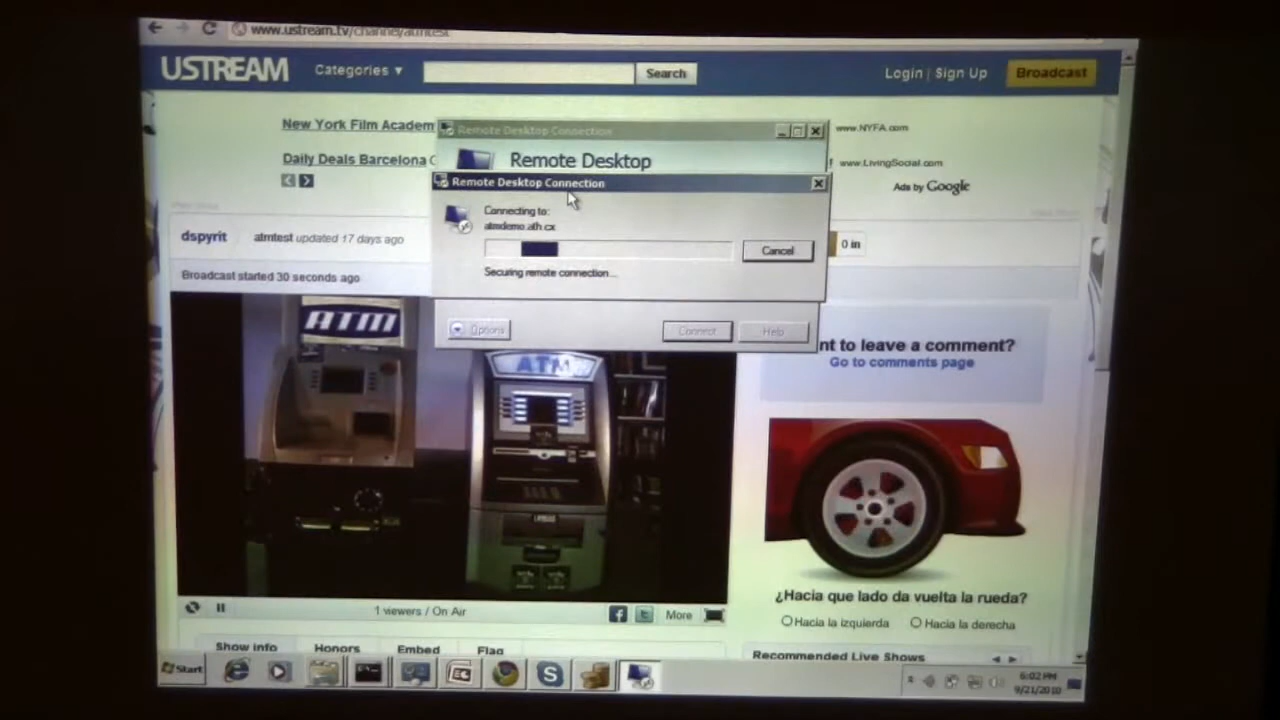 www.ustream.tv/channel/atmtest
USTREAM
Categories
Search
Login | Sign Up
Broadcast
New York Film Academ
Daily Deals Barcelona
www.NYFA.com
www.LivingSocial.com
Ads by Google
Remote Desktop Connection
Remote Desktop
Remote Desktop Connection
Connecting to:
atmdemo.ath.cx
Cancel
Securing remote connection...
Options
Connect
Help
dspyrit
atmtest updated 17 days ago
0 in
Broadcast started 30 seconds ago
ATM
ATM
nt to leave a comment?
Go to comments page
¿Hacia que lado da vuelta la rueda?
Hacia la izquierda
Hacia la derecha
1 viewers / On Air
More
Show info
Honors
Embed
Flag
Recommended Live Shows
Start
6:02 PM
9/21/2010